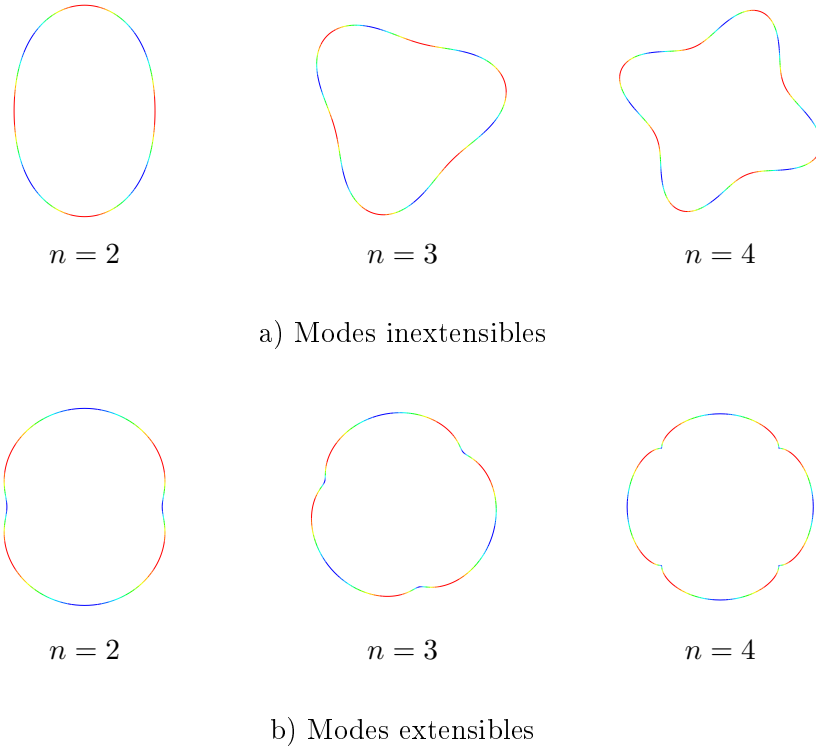 n = 2 n = 3 n = 4
a) Modes inextensibles
n = 2 n = 3 n = 4
b) Modes extensibles